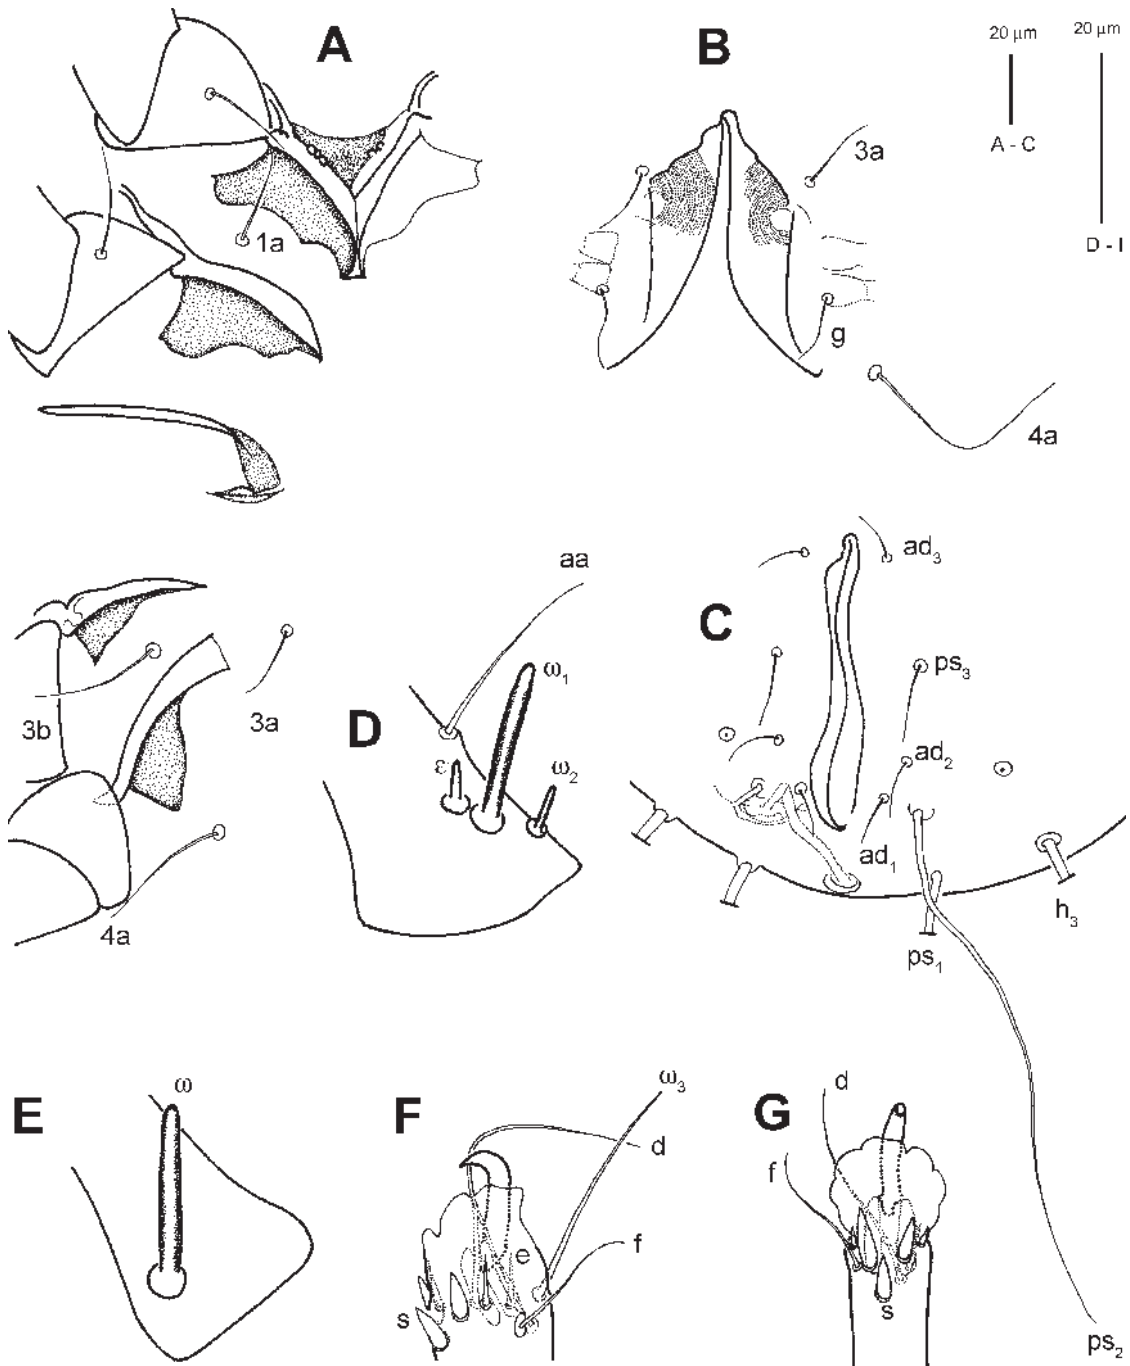 A
1a
B
3a
g
4a
20 µm
A - C
20 µm
D - I
3b
3a
4a
D
aa
ω1
ε
ω2
C
ad3
ps3
ad2
ad1
h3
ps1
ps2
E
ω
F
ω3
d
f
e
s
G
d
f
s